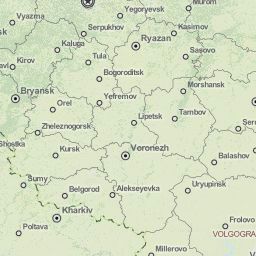 Murom
Yegoryevsk
Vyazma
Serpukhov
Kasimov
Kaluga
Ryazan
Sasovo
Kirov
Tula
Bogoroditsk
Morshansk
Bryansk
Yefremov
Orel
Lipetsk
Tambov
Zheleznogorsk
Ser
Shostka
Kursk
Voronezh
Balashov
Sumy
Belgorod
Alekseyevka
Uryupinsk
Kharkiv
Poltava
Frolovo
VOLGOGRA
Millerovo